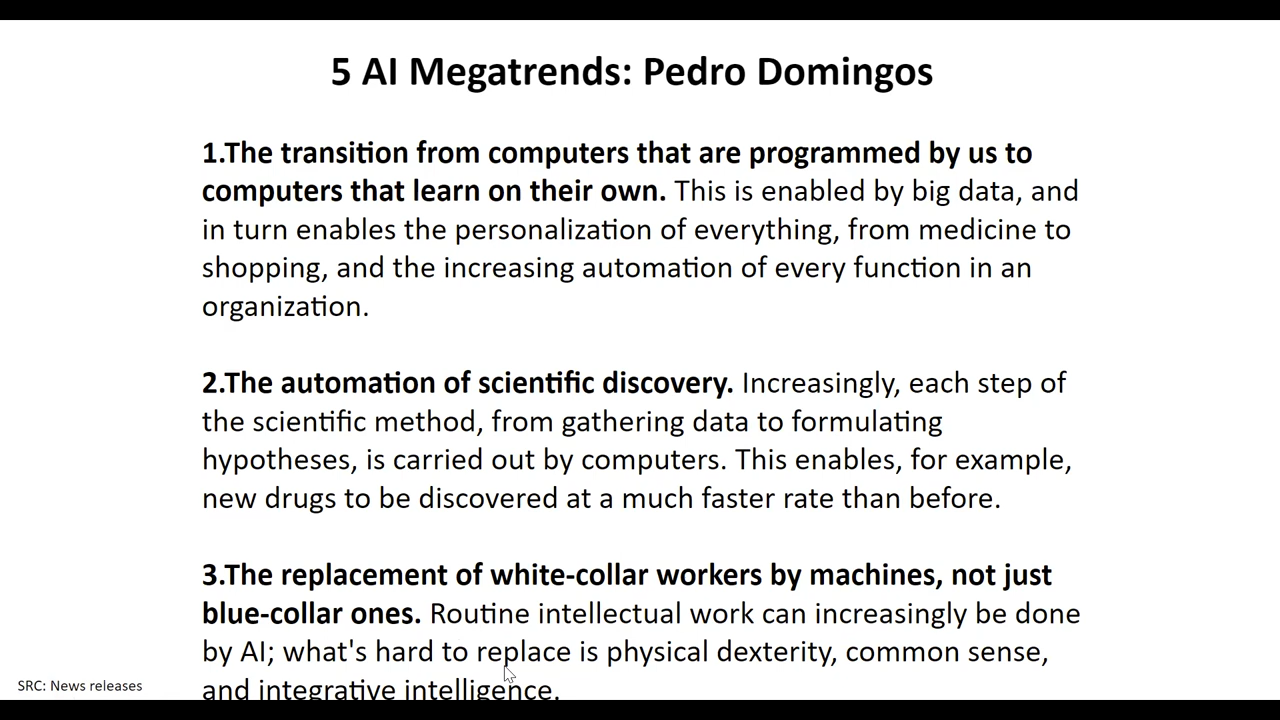 5 AI Megatrends: Pedro Domingos
1.The transition from computers that are programmed by us to
computers that learn on their own. This is enabled by big data, and
in turn enables the personalization of everything, from medicine to
shopping, and the increasing automation of every function in an
organization.
2.The automation of scientific discovery. Increasingly, each step of
the scientific method, from gathering data to formulating
hypotheses, is carried out by computers. This enables, for example,
new drugs to be discovered at a much faster rate than before.
3.The replacement of white-collar workers by machines, not just
blue-collar ones. Routine intellectual work can increasingly be done
by AI; what's hard to replace is physical dexterity, common sense,
and integrative intelligence.
SRC: News releases